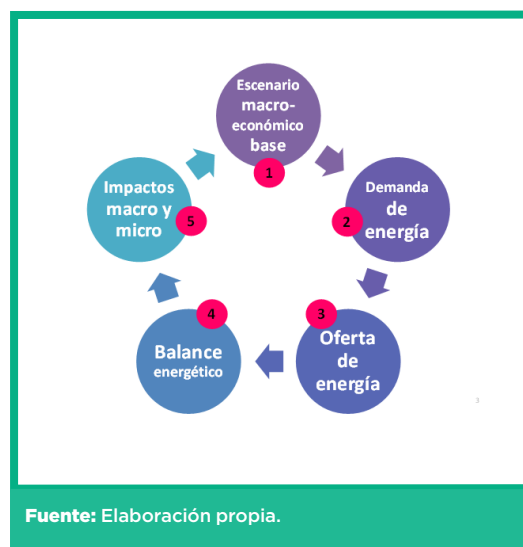 Escenario
macro-
económico
base
1
Demanda
de
energía
2
3
Oferta
de
energía
4
Balance
energético
Impactos
macro y
micro
5
3
Fuente: Elaboración propia.